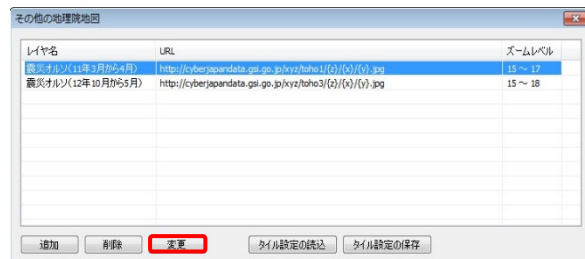 その他の地理院地図
レイヤ名 URL ズームレベル
震災オルソ(11年3月から4月) http://cyberjapandata.gsi.go.jp/xyz/toho1/{z}/{x}/{y}.jpg 15 ～ 17
震災オルソ(12年10月から5月) http://cyberjapandata.gsi.go.jp/xyz/toho3/{z}/{x}/{y}.jpg 15 ～ 18
追加 削除 変更 タイル設定の読込 タイル設定の保存